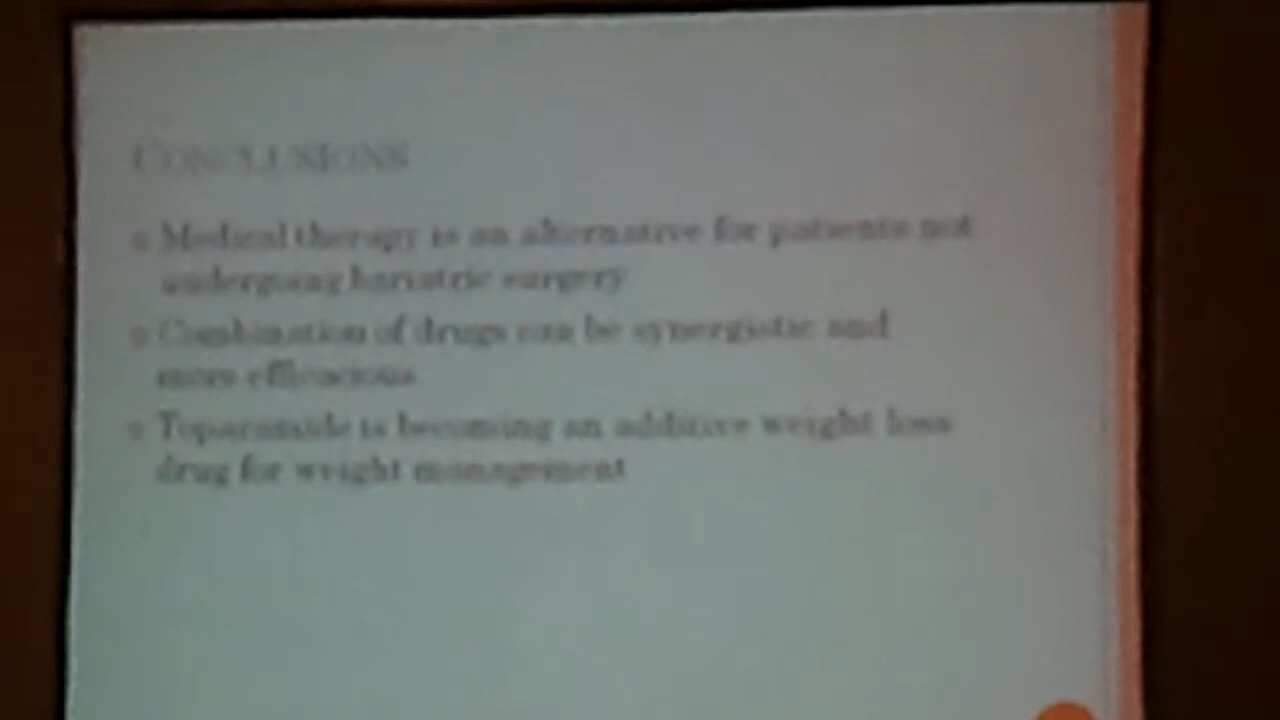 CONCLUSIONS
Medical therapy is an alternative for patients not
undergoing bariatric surgery
Combination of drugs can be synergistic and
more efficacious
is becoming an additive weight loss
drug for weight management